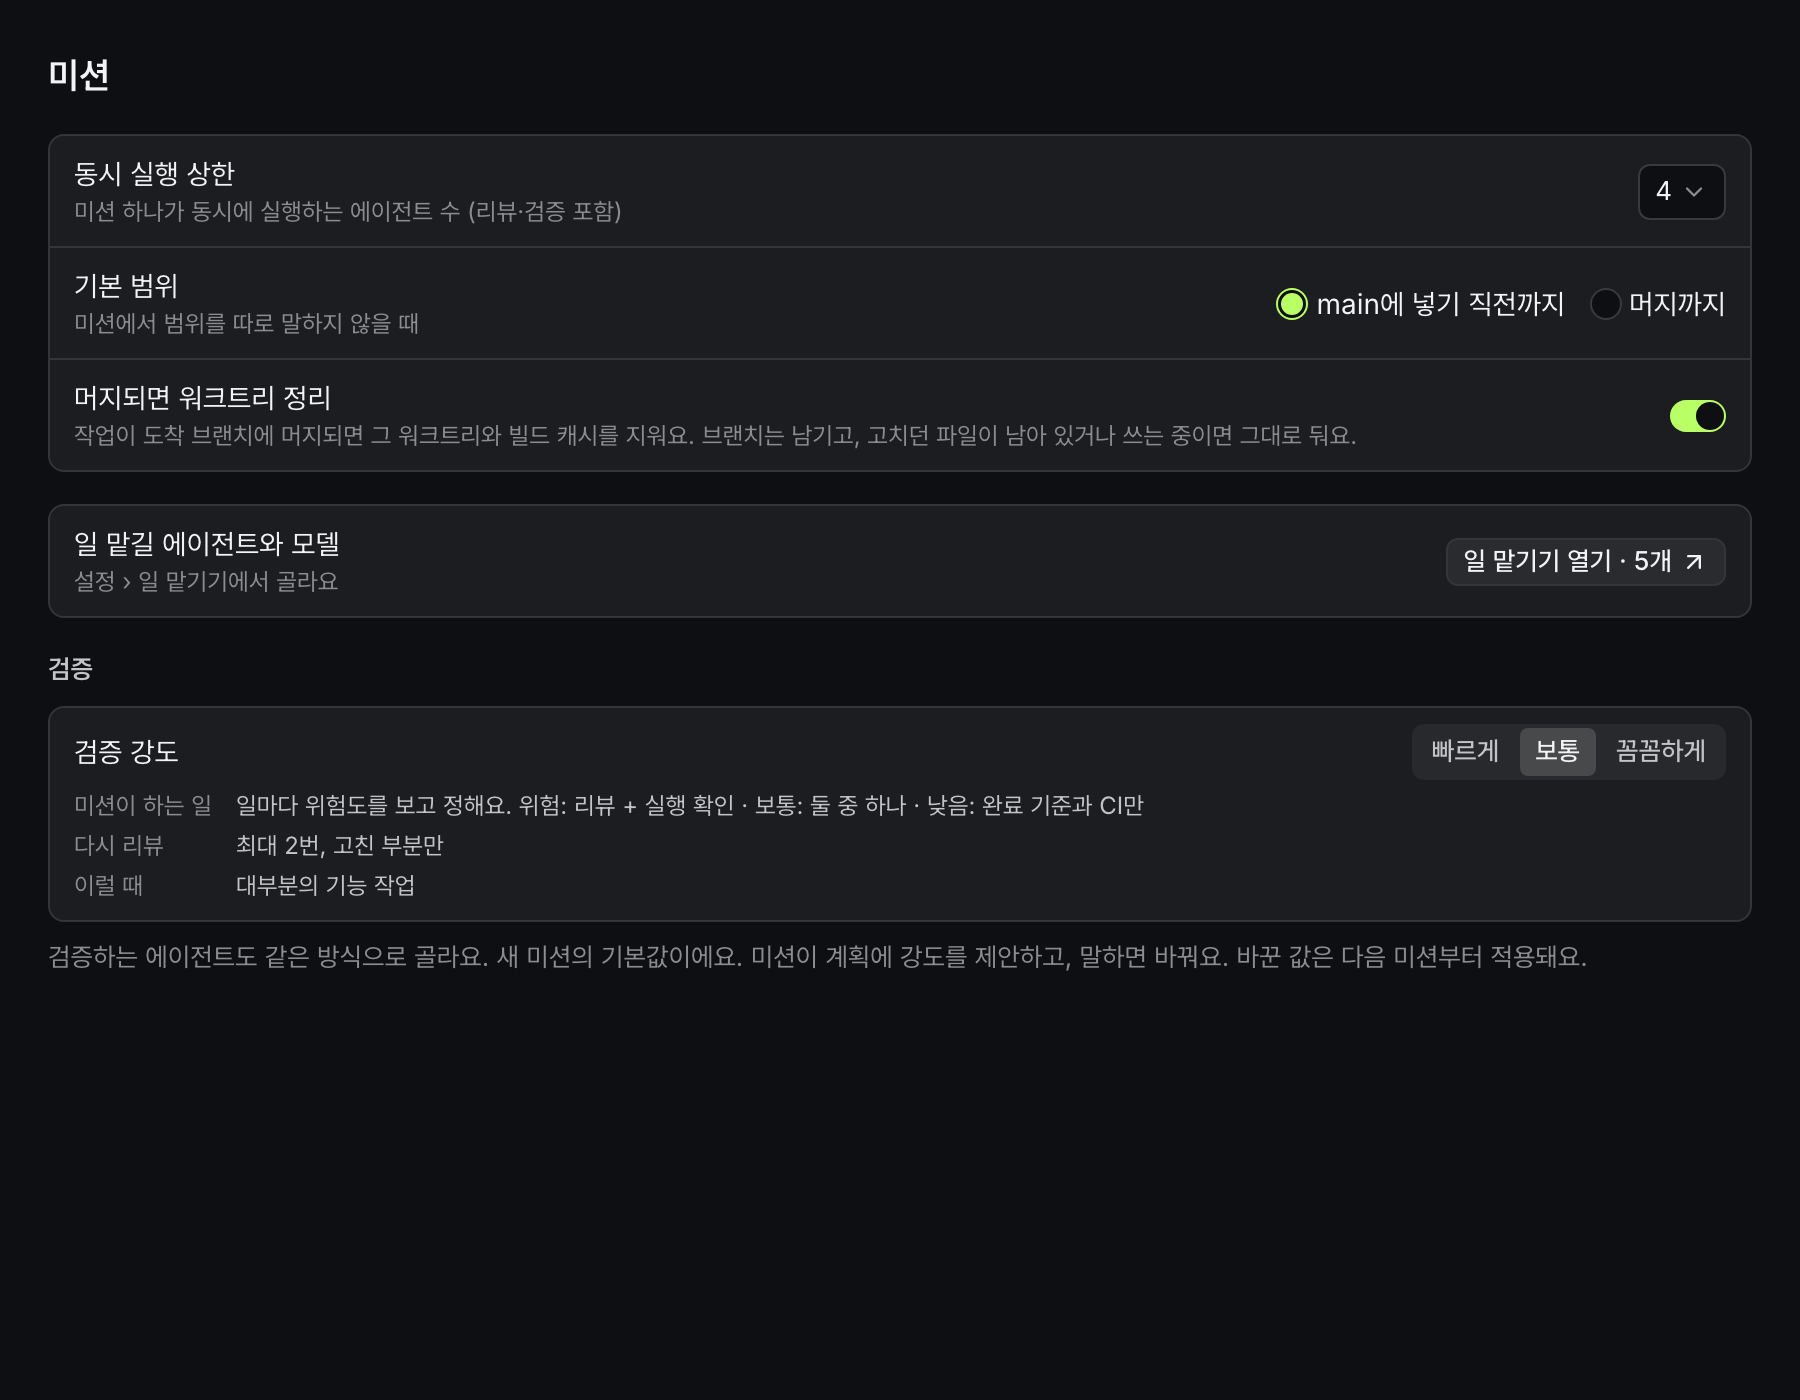 미션
동시 실행 상한
미션 하나가 동시에 실행하는 에이전트 수 (리뷰·검증 포함)
4
기본 범위
미션에서 범위를 따로 말하지 않을 때
main에 넣기 직전까지
머지까지
머지되면 워크트리 정리
작업이 도착 브랜치에 머지되면 그 워크트리와 빌드 캐시를 지워요. 브랜치는 남기고, 고치던 파일이 남아 있거나 쓰는 중이면 그대로 둬요.
일 맡길 에이전트와 모델
설정 › 일 맡기기에서 골라요
일 맡기기 열기 · 5개
검증
검증 강도
빠르게 보통 꼼꼼하게
미션이 하는 일 일마다 위험도를 보고 정해요. 위험: 리뷰 + 실행 확인 · 보통: 둘 중 하나 · 낮음: 완료 기준과 CI만
다시 리뷰 최대 2번, 고친 부분만
이럴 때 대부분의 기능 작업
검증하는 에이전트도 같은 방식으로 골라요. 새 미션의 기본값이에요. 미션이 계획에 강도를 제안하고, 말하면 바꿔요. 바꾼 값은 다음 미션부터 적용돼요.